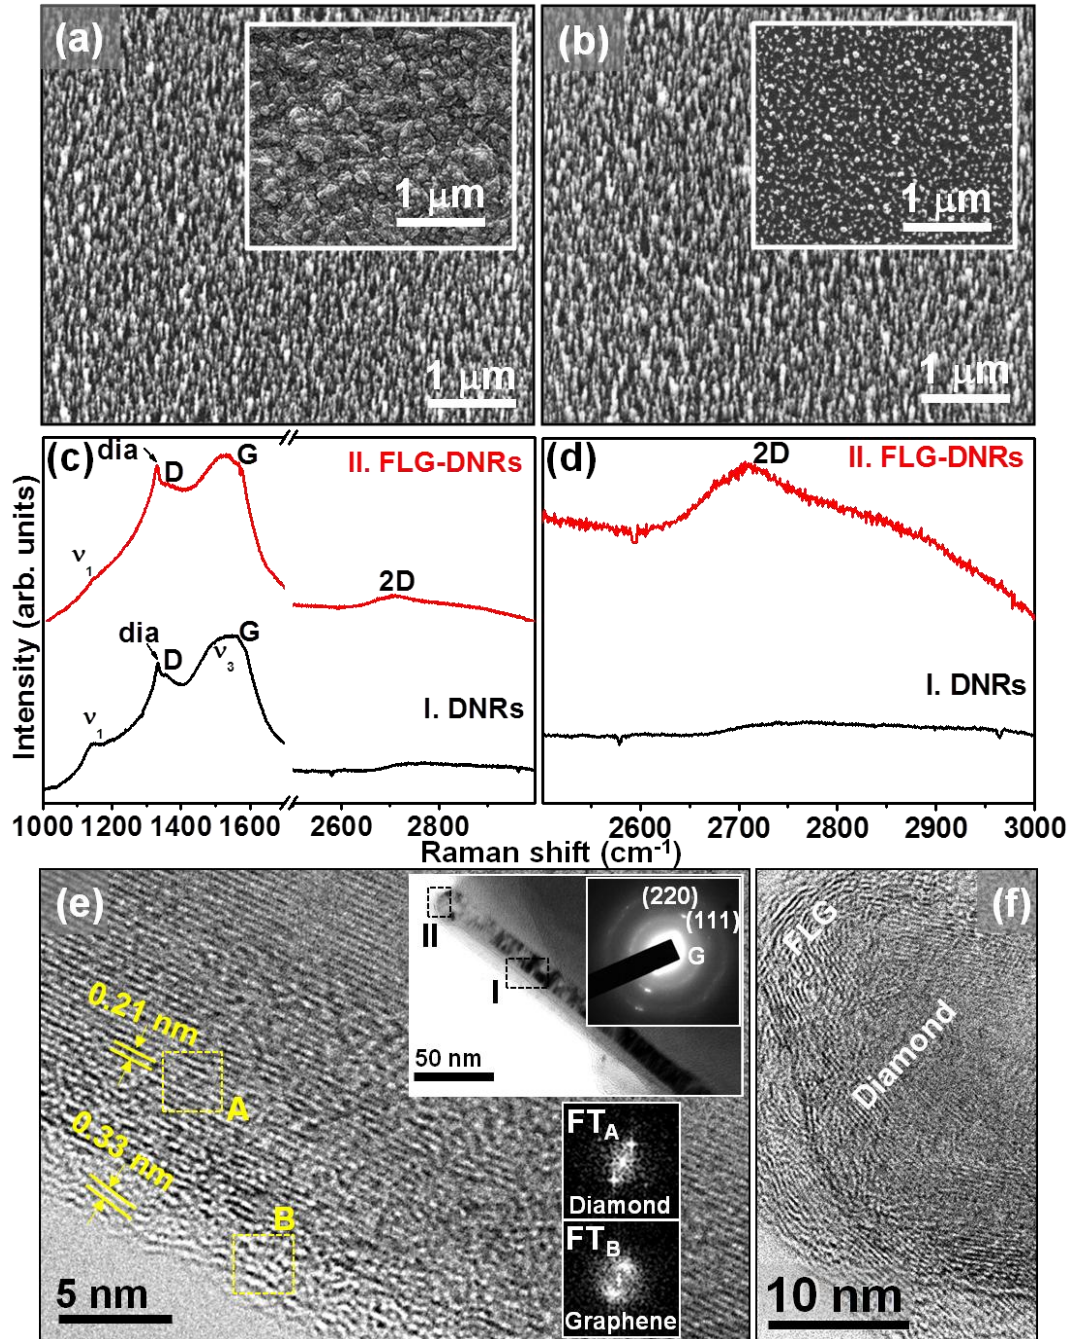 (a)
1 μm
1 μm
(b)
1 μm
1 μm
(c)
dia
D
G
II. FLG-DNRs
ν1
2D
dia
D
G
ν3
ν1
I. DNRs
Intensity (arb. units)
1000 1200 1400 1600 2600 2800
(d)
2D
II. FLG-DNRs
I. DNRs
2600 2700 2800 2900 3000
Raman shift (cm-1)
(e)
II
I
50 nm
(220)
(111)
G
0.21 nm
A
0.33 nm
B
FTA
Diamond
FTB
Graphene
5 nm
(f)
FLG
Diamond
10 nm